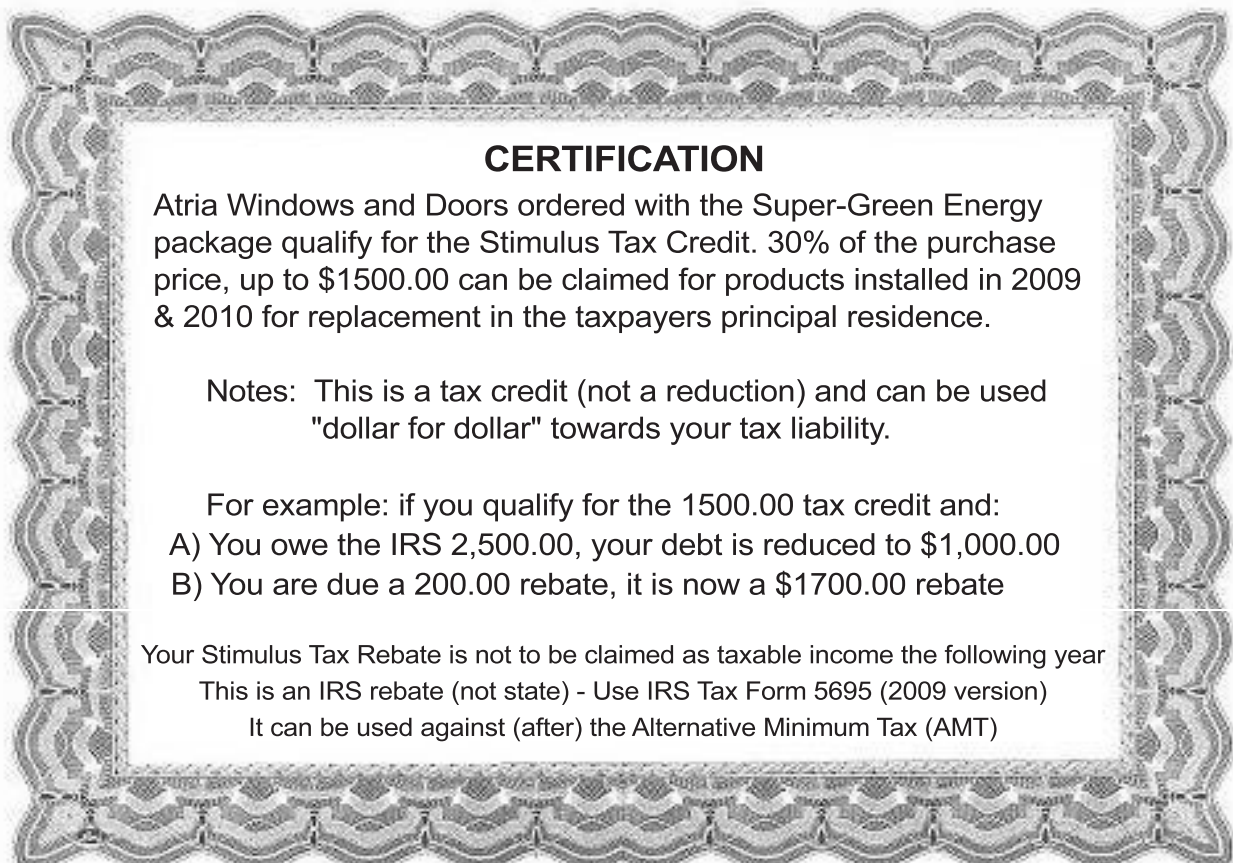 CERTIFICATION
Atria Windows and Doors ordered with the Super-Green Energy
package qualify for the Stimulus Tax Credit. 30% of the purchase
price, up to $1500.00 can be claimed for products installed in 2009
& 2010 for replacement in the taxpayers principal residence.
Notes: This is a tax credit (not a reduction) and can be used
"dollar for dollar" towards your tax liability.
For example: if you qualify for the 1500.00 tax credit and:
A) You owe the IRS 2,500.00, your debt is reduced to $1,000.00
B) You are due a 200.00 rebate, it is now a $1700.00 rebate
Your Stimulus Tax Rebate is not to be claimed as taxable income the following year
This is an IRS rebate (not state) - Use IRS Tax Form 5695 (2009 version)
It can be used against (after) the Alternative Minimum Tax (AMT)